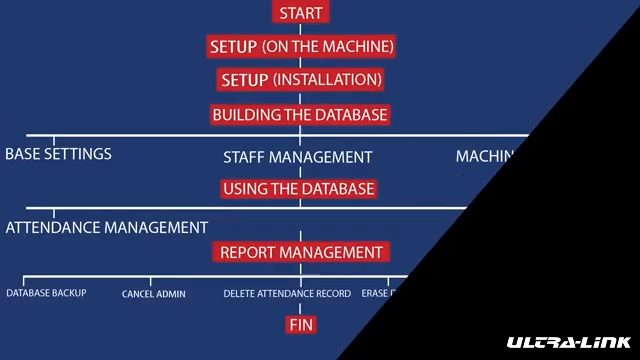 START
SETUP (ON THE MACHINE)
SETUP (INSTALLATION)
BUILDING THE DATABASE
BASE SETTINGS STAFF MANAGEMENT
USING THE DATABASE
ATTENDANCE MANAGEMENT
REPORT MANAGEMENT
DATABASE BACKUP CANCEL ADMIN DELETE ATTENDANCE RECORD ERASE
FIN
ULTRA-LINK